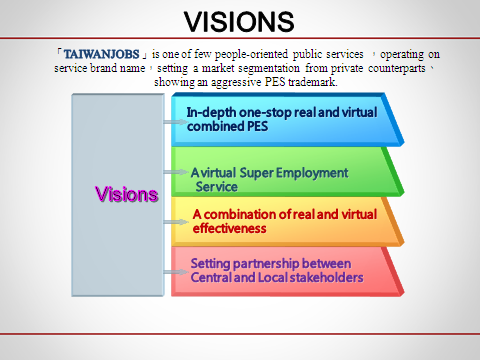 VISIONS
「TAIWANJOBS」is one of few people-oriented public services ，operating on
service brand name，setting a market segmentation from private counterparts、
showing an aggressive PES trademark.
Visions
In-depth one-stop real and virtual
combined PES
A virtual Super Employment
Service
A combination of real and virtual
effectiveness
Setting partnership between
Central and Local stakeholders